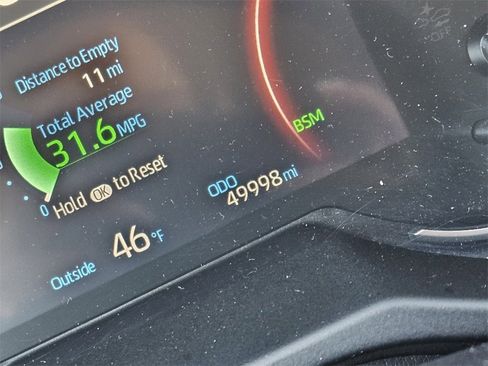 Distance to Empty
11 mi
Total Average
31.6 MPG
0
Hold OK to Reset
BSM
ODO
49998 mi
46 °F
Outside
OFF